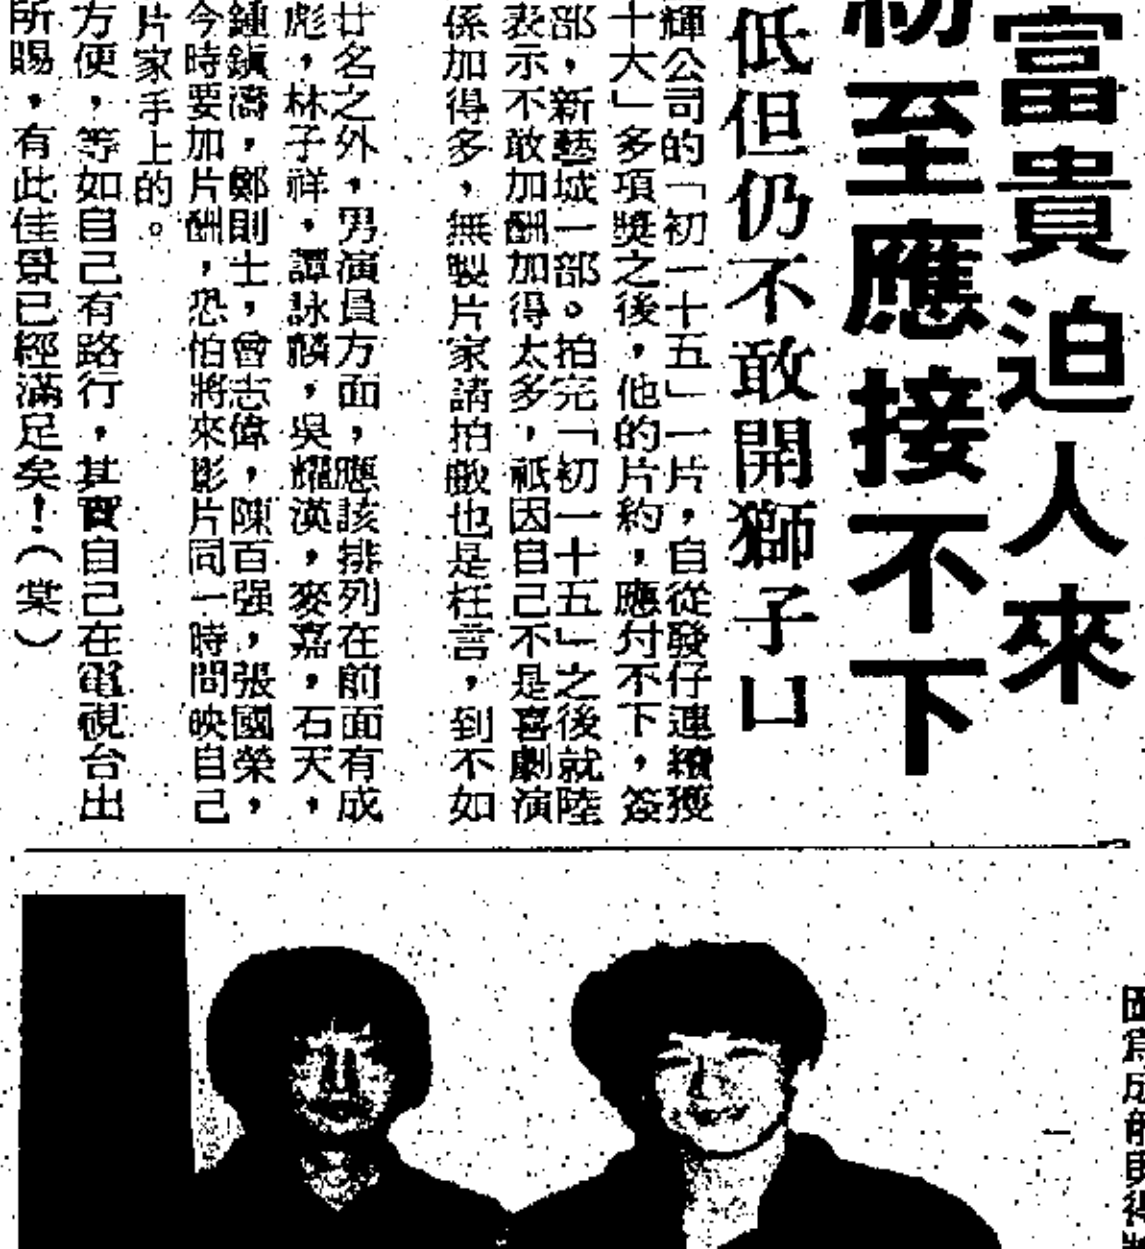 富貴迫人來
紛至應接不下
低但仍不敢開獅子口
輝公司的「初一十五」一片，自從發仔連續獲
十大」多項獎之後，他的片約，應付不下，簽
部，新藝城一部。拍完「初一十五」之後就陸
表示不敢加酬加得太多，祇因自己不是喜劇演
係加得多，無製片家請拍戲也是枉言，到不如
廿名之外，男演員方面，應該排列在前面有成
彪，林子祥，譚詠麟，吳耀漢，麥嘉，石天，
鍾鎮濤，鄭則士，曾志偉，陳百强，張國榮，
今時要加片酬，恐怕將來影片同一時間映自己
片家手上的。
方便，等如自己有路行，其實自己在電視台出
所賜，有此佳景已經滿足矣！（棠）